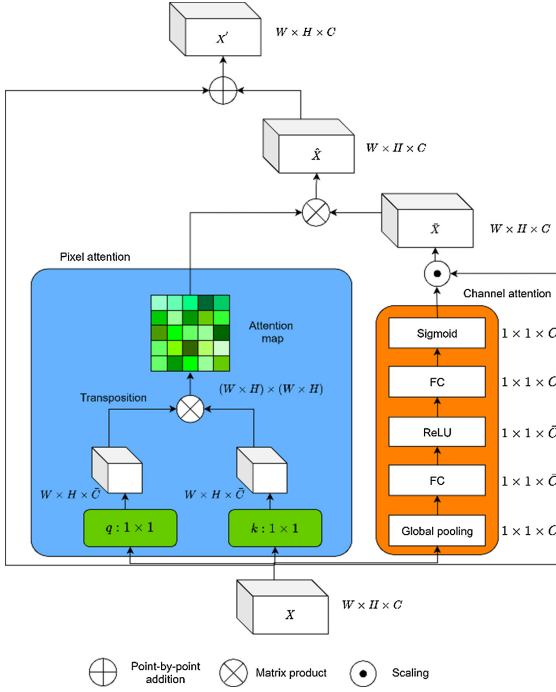 X′
W × H × C
X̂
W × H × C
X̃
W × H × C
Pixel attention
Channel attention
Attention
map
Sigmoid
1 × 1 × C
FC
1 × 1 × C
(W × H) × (W × H)
Transposition
ReLU
1 × 1 × C̃
FC
1 × 1 × C̃
W × H × C̃
W × H × C̃
q : 1 × 1
k : 1 × 1
Global pooling
1 × 1 × C
X
W × H × C
Point-by-point
addition
Matrix product
Scaling